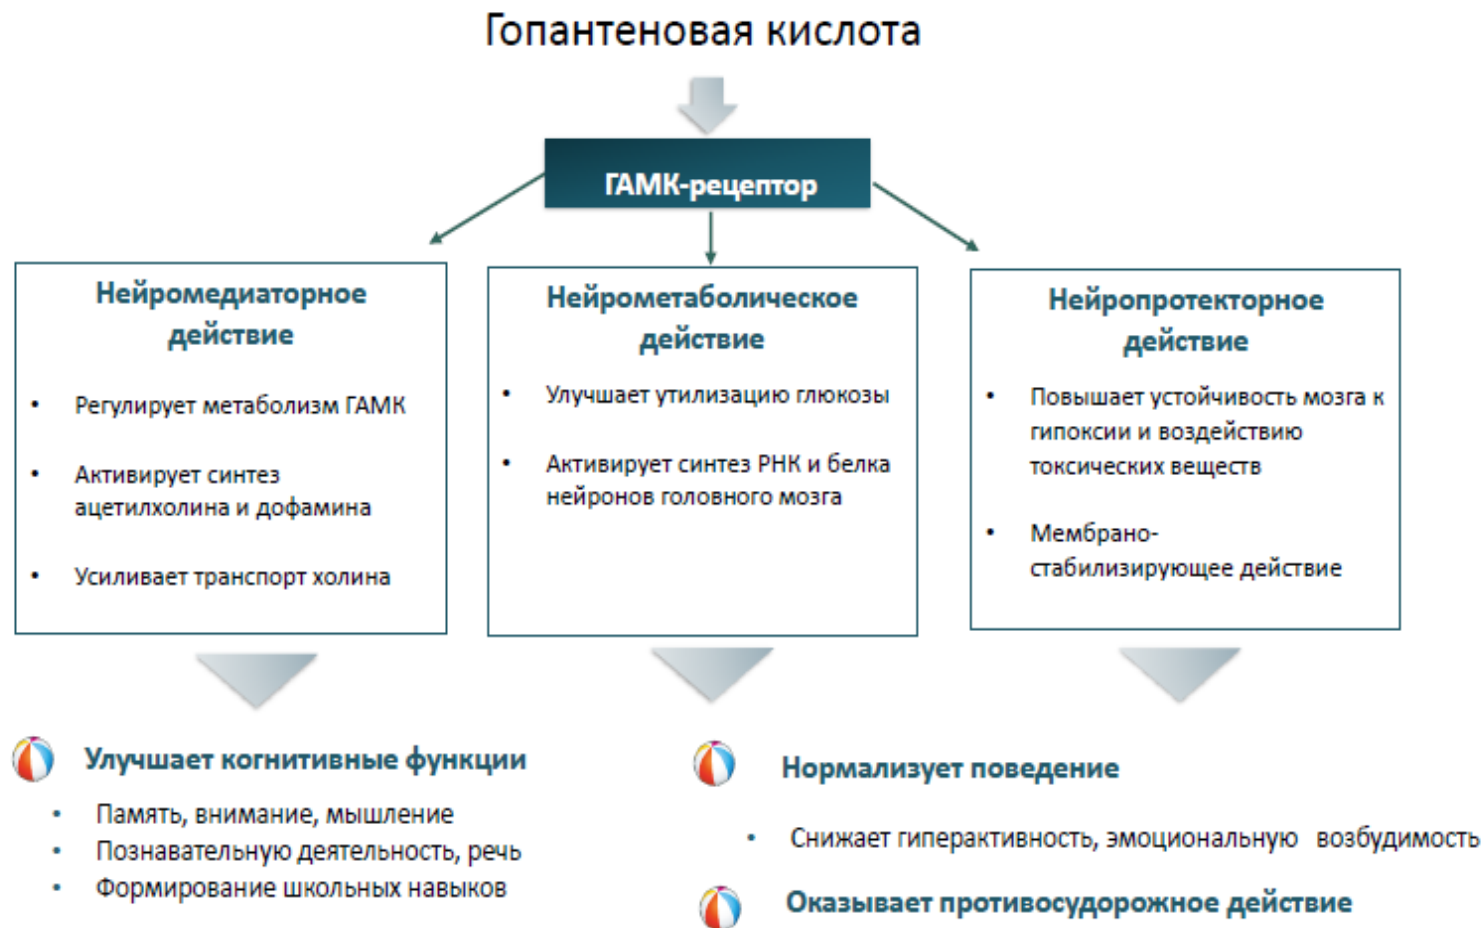 Гопантеновая кислота
ГАМК-рецептор
Нейромедиаторное
действие
• Регулирует метаболизм ГАМК
• Активирует синтез
ацетилхолина и дофамина
• Усиливает транспорт холина
Нейрометаболическое
действие
• Улучшает утилизацию глюкозы
• Активирует синтез РНК и белка
нейронов головного мозга
Нейропротекторное
действие
• Повышает устойчивость мозга к
гипоксии и воздействию
токсических веществ
• Мембрано-
стабилизирующее действие
Улучшает когнитивные функции
• Память, внимание, мышление
• Познавательную деятельность, речь
• Формирование школьных навыков
Нормализует поведение
• Снижает гиперактивность, эмоциональную возбудимость
Оказывает противосудорожное действие